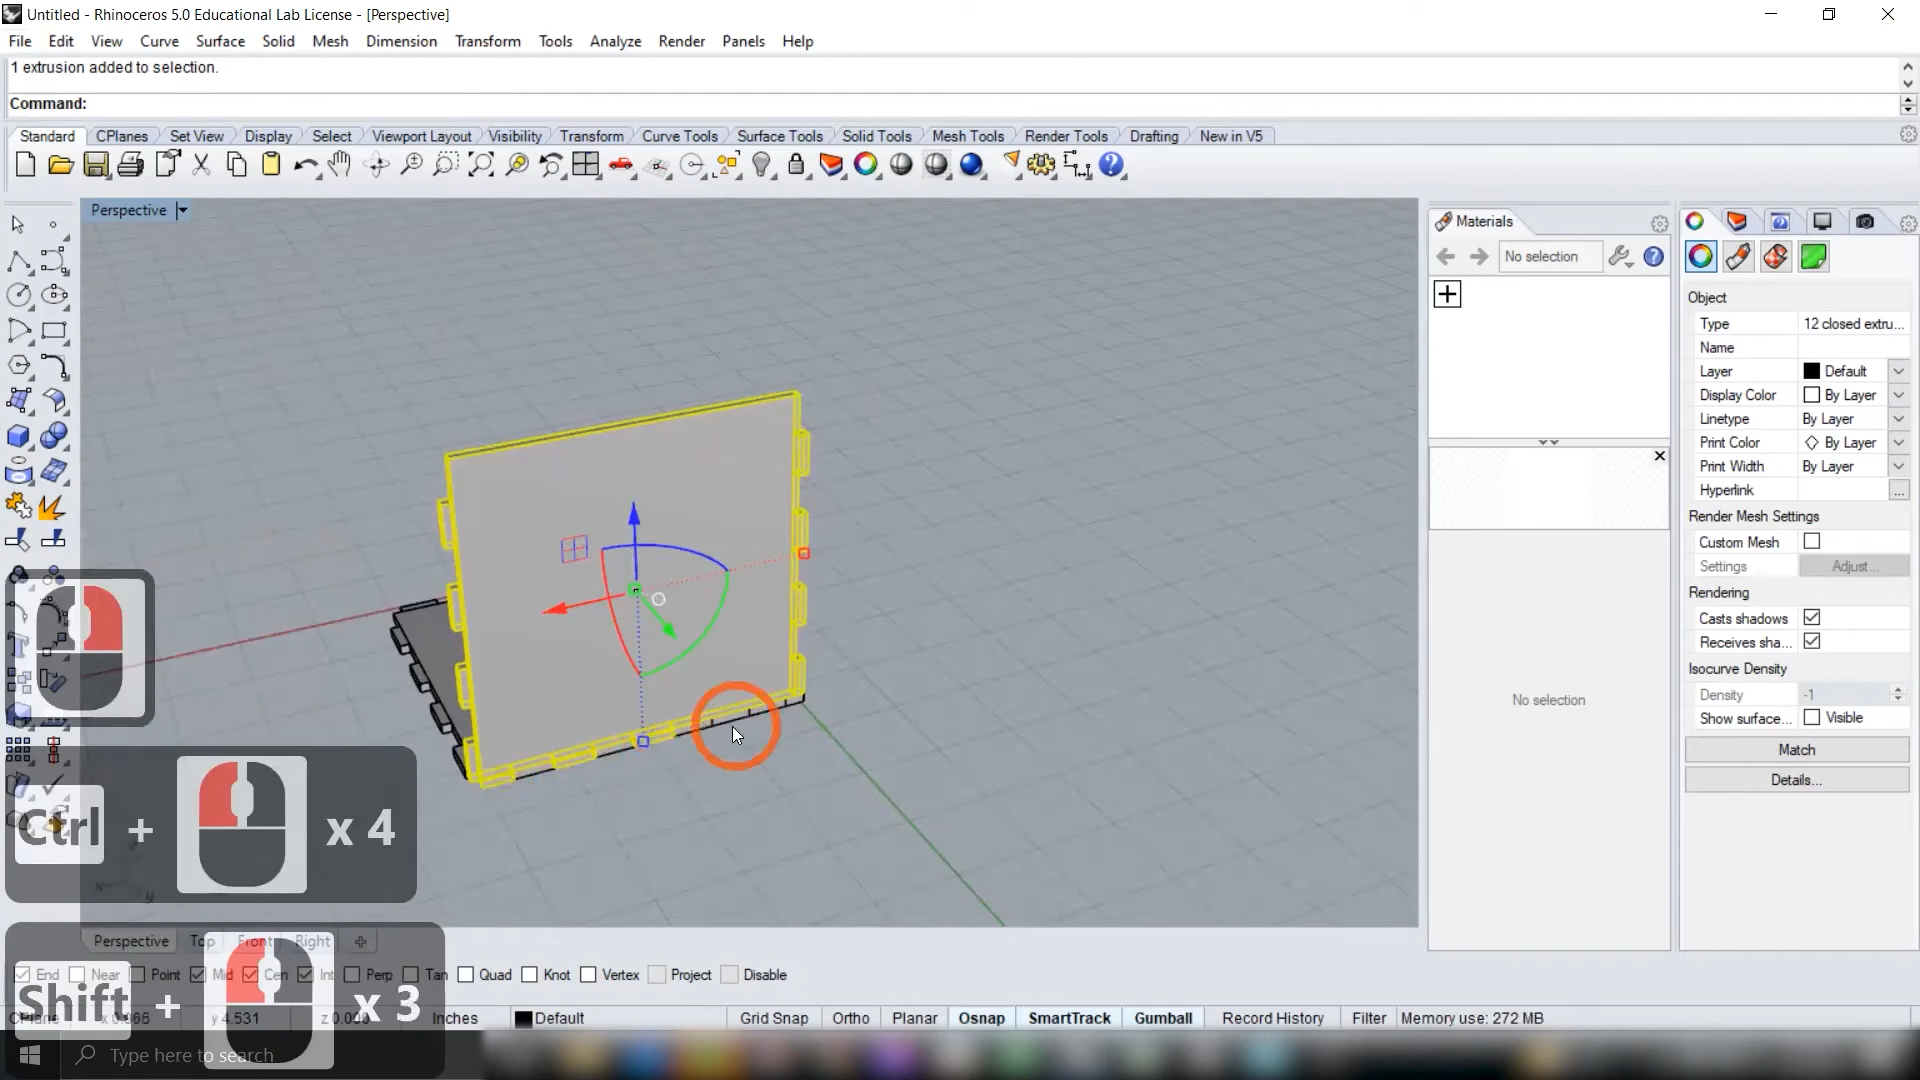 Untitled - Rhinoceros 5.0 Educational Lab License - [Perspective]
File Edit View Curve Surface Solid Mesh Dimension Transform Tools Analyze Render Panels Help
1 extrusion added to selection.
Command:
Standard CPlanes Set View Display Select Viewport Layout Visibility Transform Curve Tools Surface Tools Solid Tools Mesh Tools Render Tools Drafting New in V5
Perspective
Materials
No selection
Object
Type 12 closed extru...
Name
Layer Default
Display Color By Layer
Linetype By Layer
Print Color By Layer
Print Width By Layer
Hyperlink ...
Render Mesh Settings
Custom Mesh
Settings Adjust...
Rendering
Casts shadows
Receives sha...
Isocurve Density
Density -1
Show surface... Visible
Match
Details...
No selection
Ctrl + x 4
Perspective Top Front Right
End Near Point Mid Cen Int Perp Tan Quad Knot Vertex Project Disable
Shift + x 3
CPlane y 4.531 Inches Default Grid Snap Ortho Planar Osnap SmartTrack Gumball Record History Filter Memory use: 272 MB
Type here to search